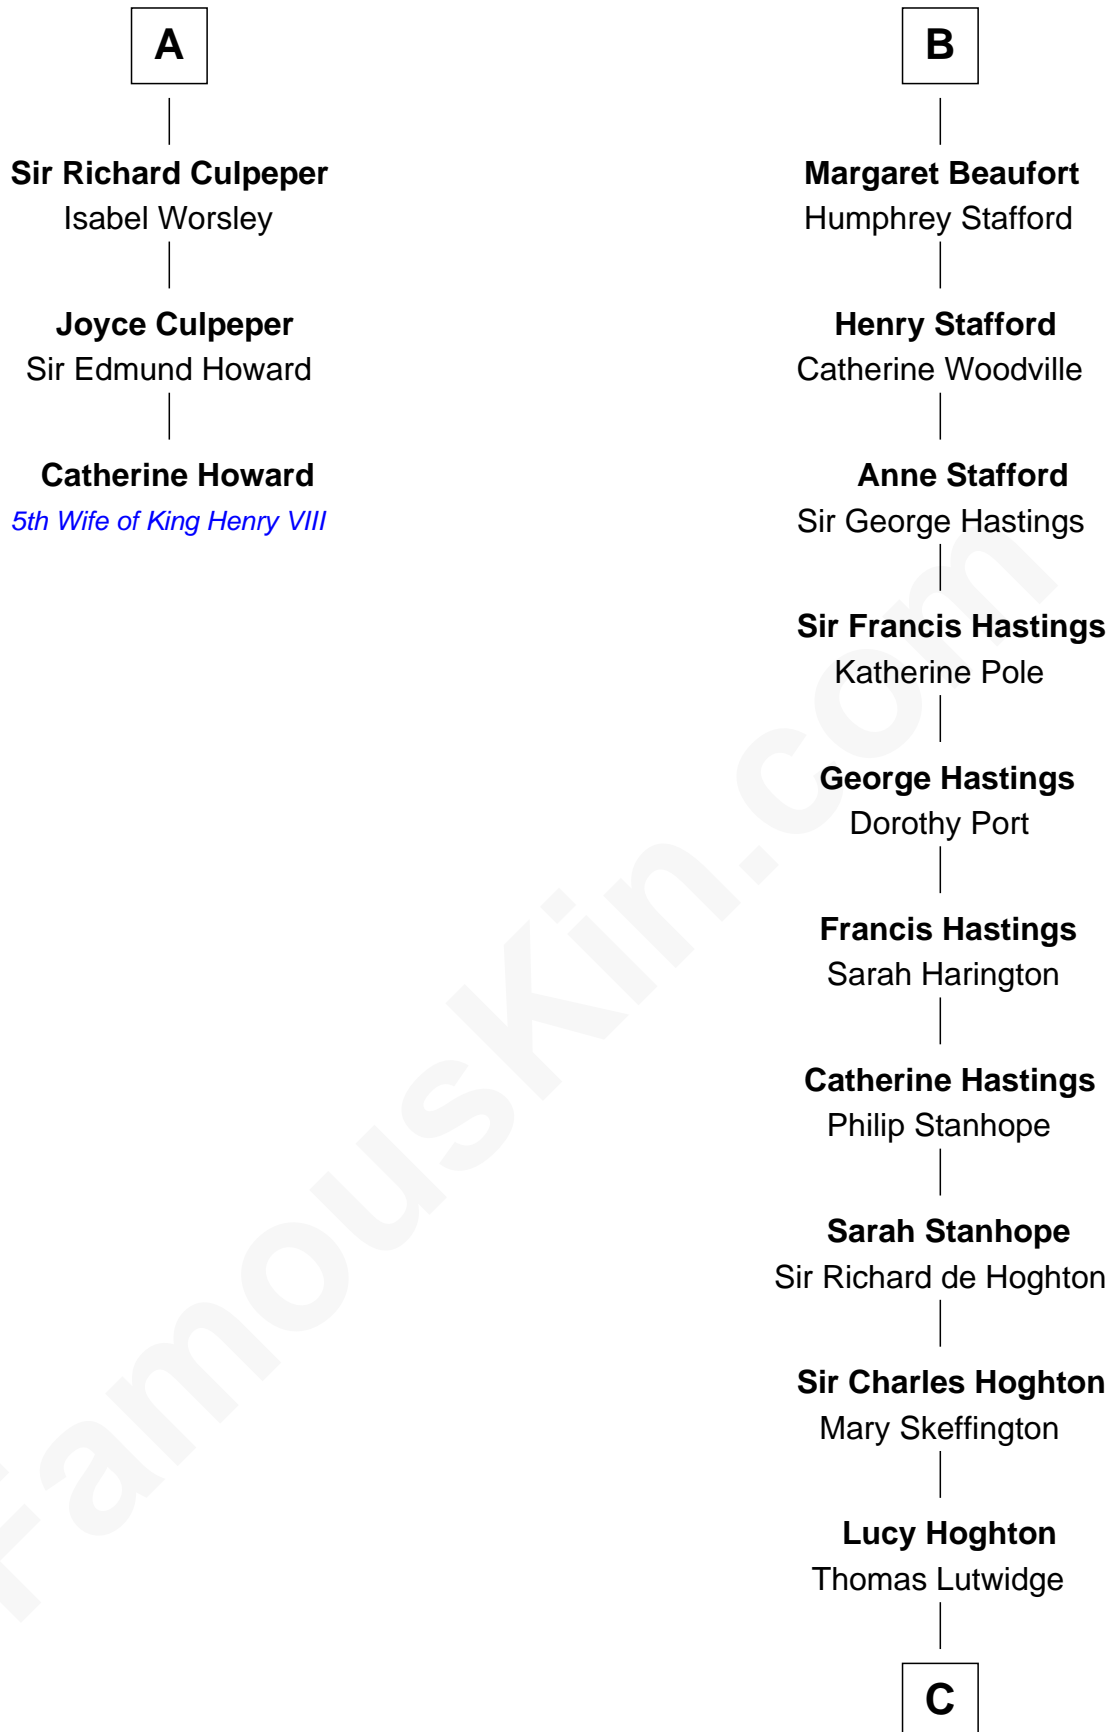 A
Sir Richard Culpeper
Isabel Worsley
Joyce Culpeper
Sir Edmund Howard
Catherine Howard
5th Wife of King Henry VIII
B
Margaret Beaufort
Humphrey Stafford
Henry Stafford
Catherine Woodville
Anne Stafford
Sir George Hastings
Sir Francis Hastings
Katherine Pole
George Hastings
Dorothy Port
Francis Hastings
Sarah Harington
Catherine Hastings
Philip Stanhope
Sarah Stanhope
Sir Richard de Hoghton
Sir Charles Hoghton
Mary Skeffington
Lucy Hoghton
Thomas Lutwidge
C
FamousKin.com